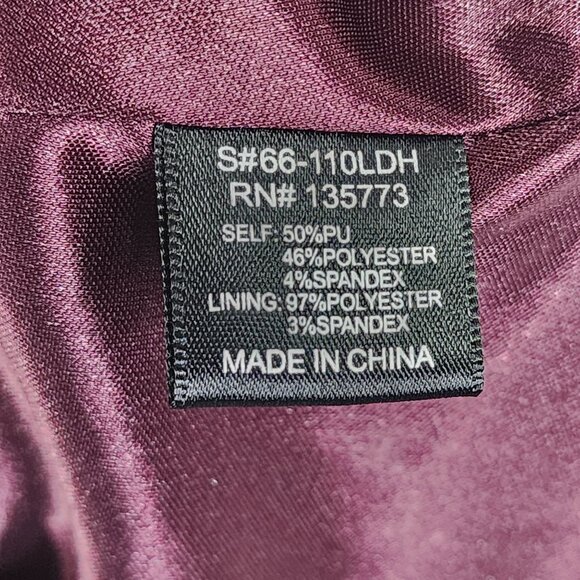 S#66-110LDH
RN# 135773
SELF: 50%PU
46%POLYESTER
4%SPANDEX
LINING: 97%POLYESTER
3%SPANDEX
MADE IN CHINA